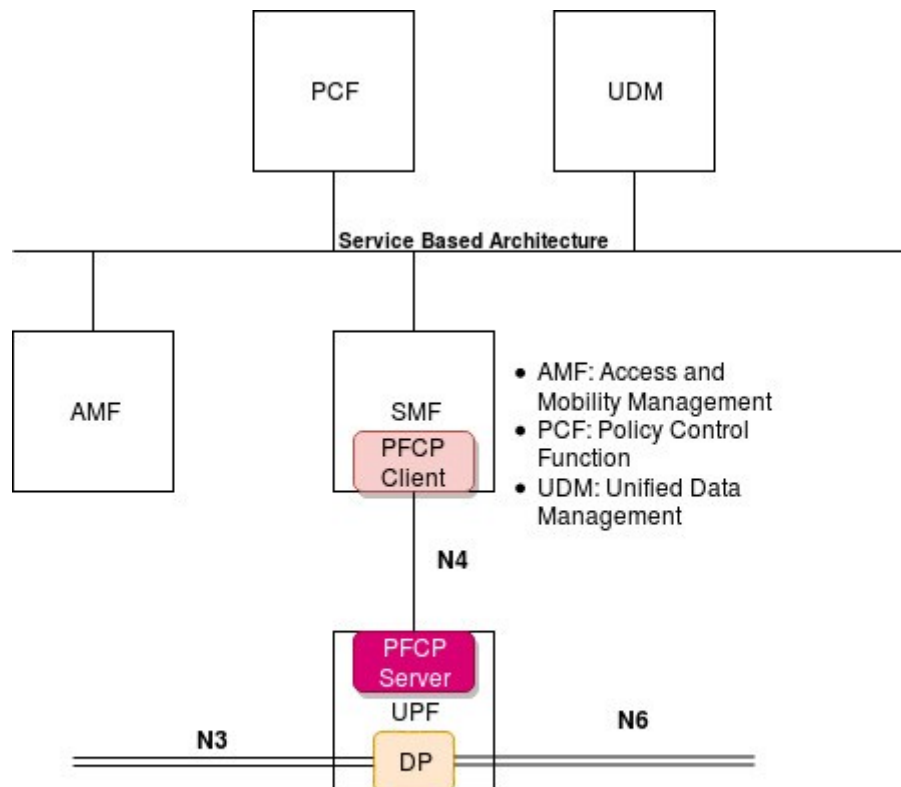 PCF
UDM
Service Based Architecture
AMF
SMF
PFCP
Client
• AMF: Access and
Mobility Management
• PCF: Policy Control
Function
• UDM: Unified Data
Management
N4
PFCP
Server
UPF
N3
N6
DP